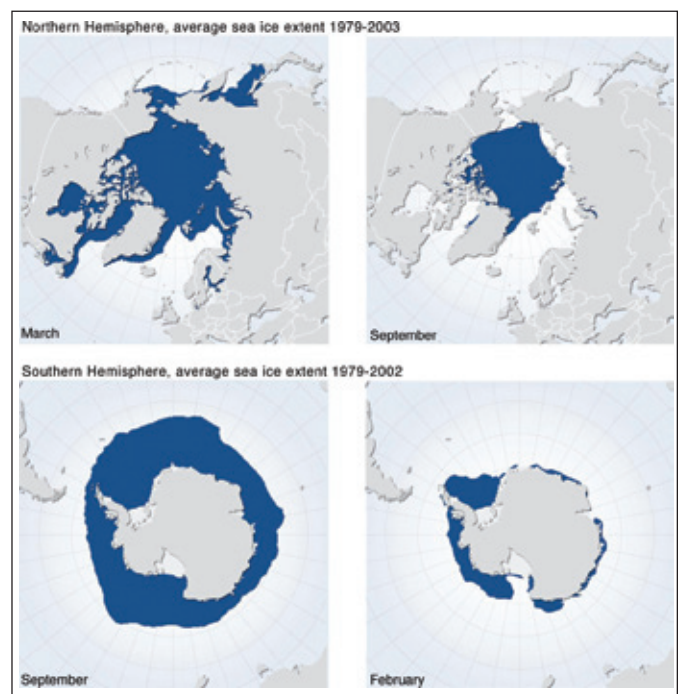 Northern Hemisphere, average sea ice extent 1979-2003
March
September
Southern Hemisphere, average sea ice extent 1979-2002
September
February